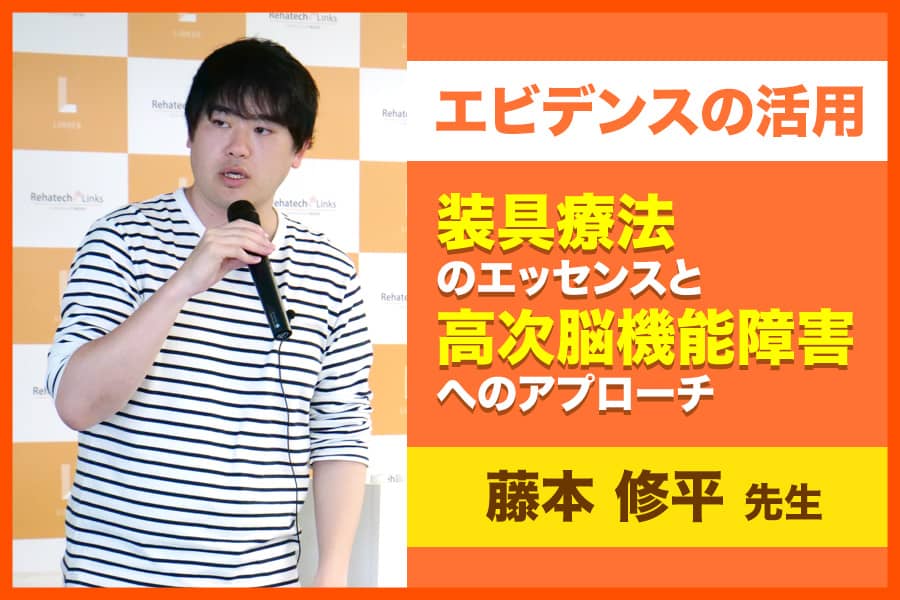 エビデンスの活用
装具療法
のエッセンスと
高次脳機能障害
へのアプローチ
藤本 修平 先生
L
Rehatech Links
Rehatech Links
L
Rehatech Links